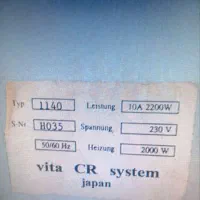 Typ 1140 Leistung 10A 2200W
S-Nr. H035 Spannung 230 V
50/60 Hz Heizung 2000 W
vita CR system
japan